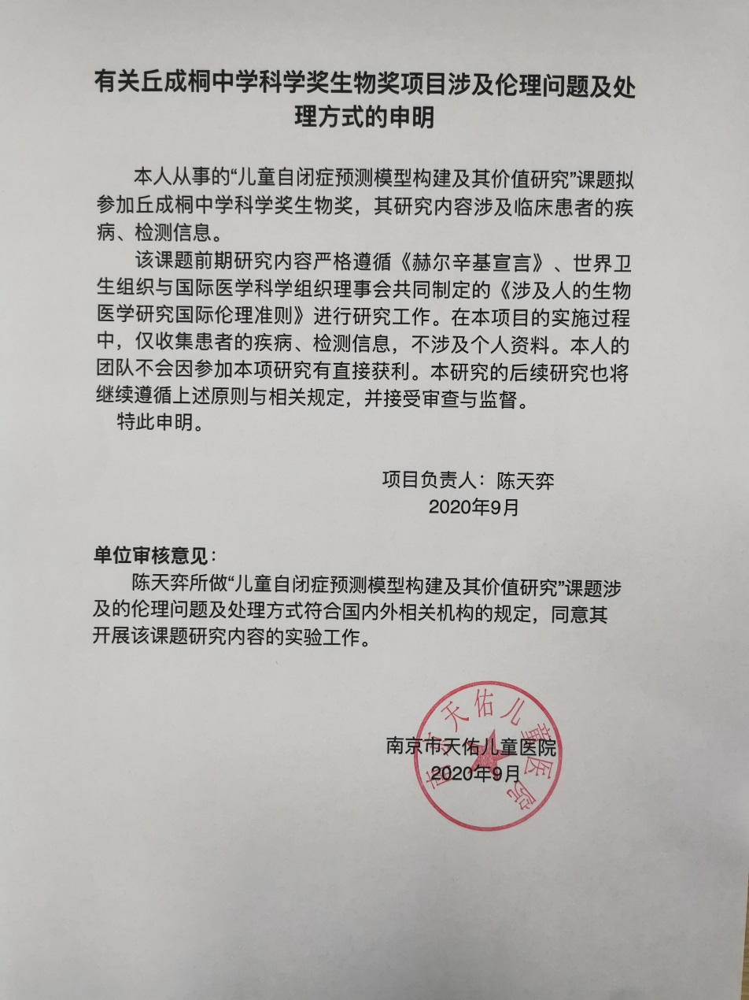 有关丘成桐中学科学奖生物奖项目涉及伦理问题及处
理方式的申明
本人从事的“儿童自闭症预测模型构建及其价值研究”课题拟
参加丘成桐中学科学奖生物奖，其研究内容涉及临床患者的疾
病、检测信息。
该课题前期研究内容严格遵循《赫尔辛基宣言》、世界卫
生组织与国际医学科学组织理事会共同制定的《涉及人的生物
医学研究国际伦理准则》进行研究工作。在本项目的实施过程
中，仅收集患者的疾病、检测信息，不涉及个人资料。本人的
团队不会因参加本项研究有直接获利。本研究的后续研究也将
继续遵循上述原则与相关规定，并接受审查与监督。
特此申明。
项目负责人：陈天弈
2020年9月
单位审核意见：
陈天弈所做“儿童自闭症预测模型构建及其价值研究”课题涉
及的伦理问题及处理方式符合国内外相关机构的规定，同意其
开展该课题研究内容的实验工作。
南京天佑儿童医院
南京市天佑儿童医院
2020年9月